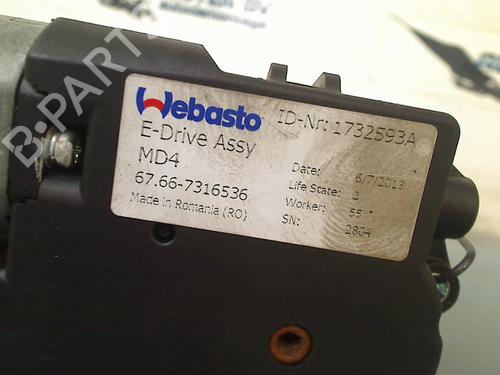 Webasto
E-Drive Assy
MD4
67.66-7316536
Made in Romania (RO)
ID-Nr: 1732593A
Date: 6/7/2013
Life State: 2
Worker: 55
SN: 2804
B-PARTS